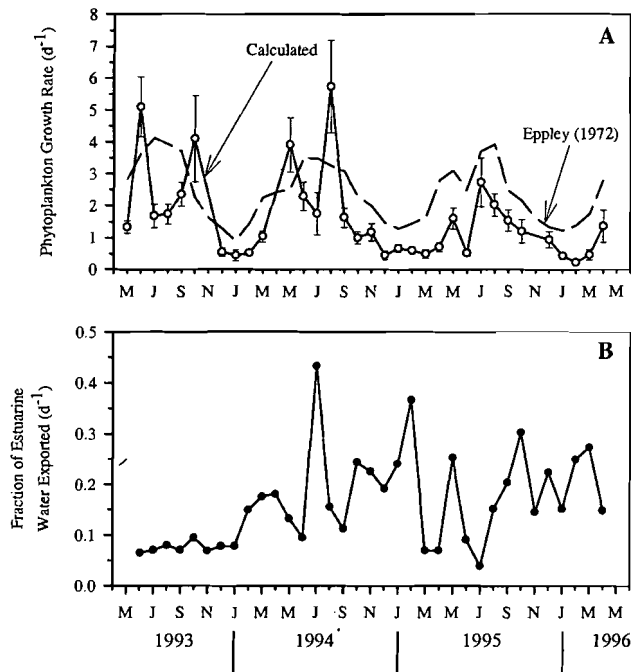 Phytoplankton Growth Rate (d⁻¹)
8
7
6
5
4
3
2
1
0
A
Calculated
Eppley (1972)
M J S N J M M J S N J M M J S N J M M
Fraction of Estuarine
Water Exported (d⁻¹)
0.5
0.4
0.3
0.2
0.1
0.0
B
M J S N J M M J S N J M M J S N J M M
1993 1994 1995 1996